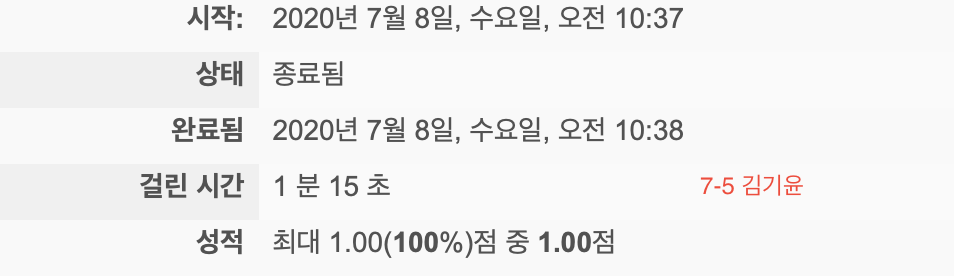 시작: 2020년 7월 8일, 수요일, 오전 10:37
상태 종료됨
완료됨 2020년 7월 8일, 수요일, 오전 10:38
걸린 시간 1 분 15 초 7-5 김기윤
성적 최대 1.00(100%)점 중 1.00점